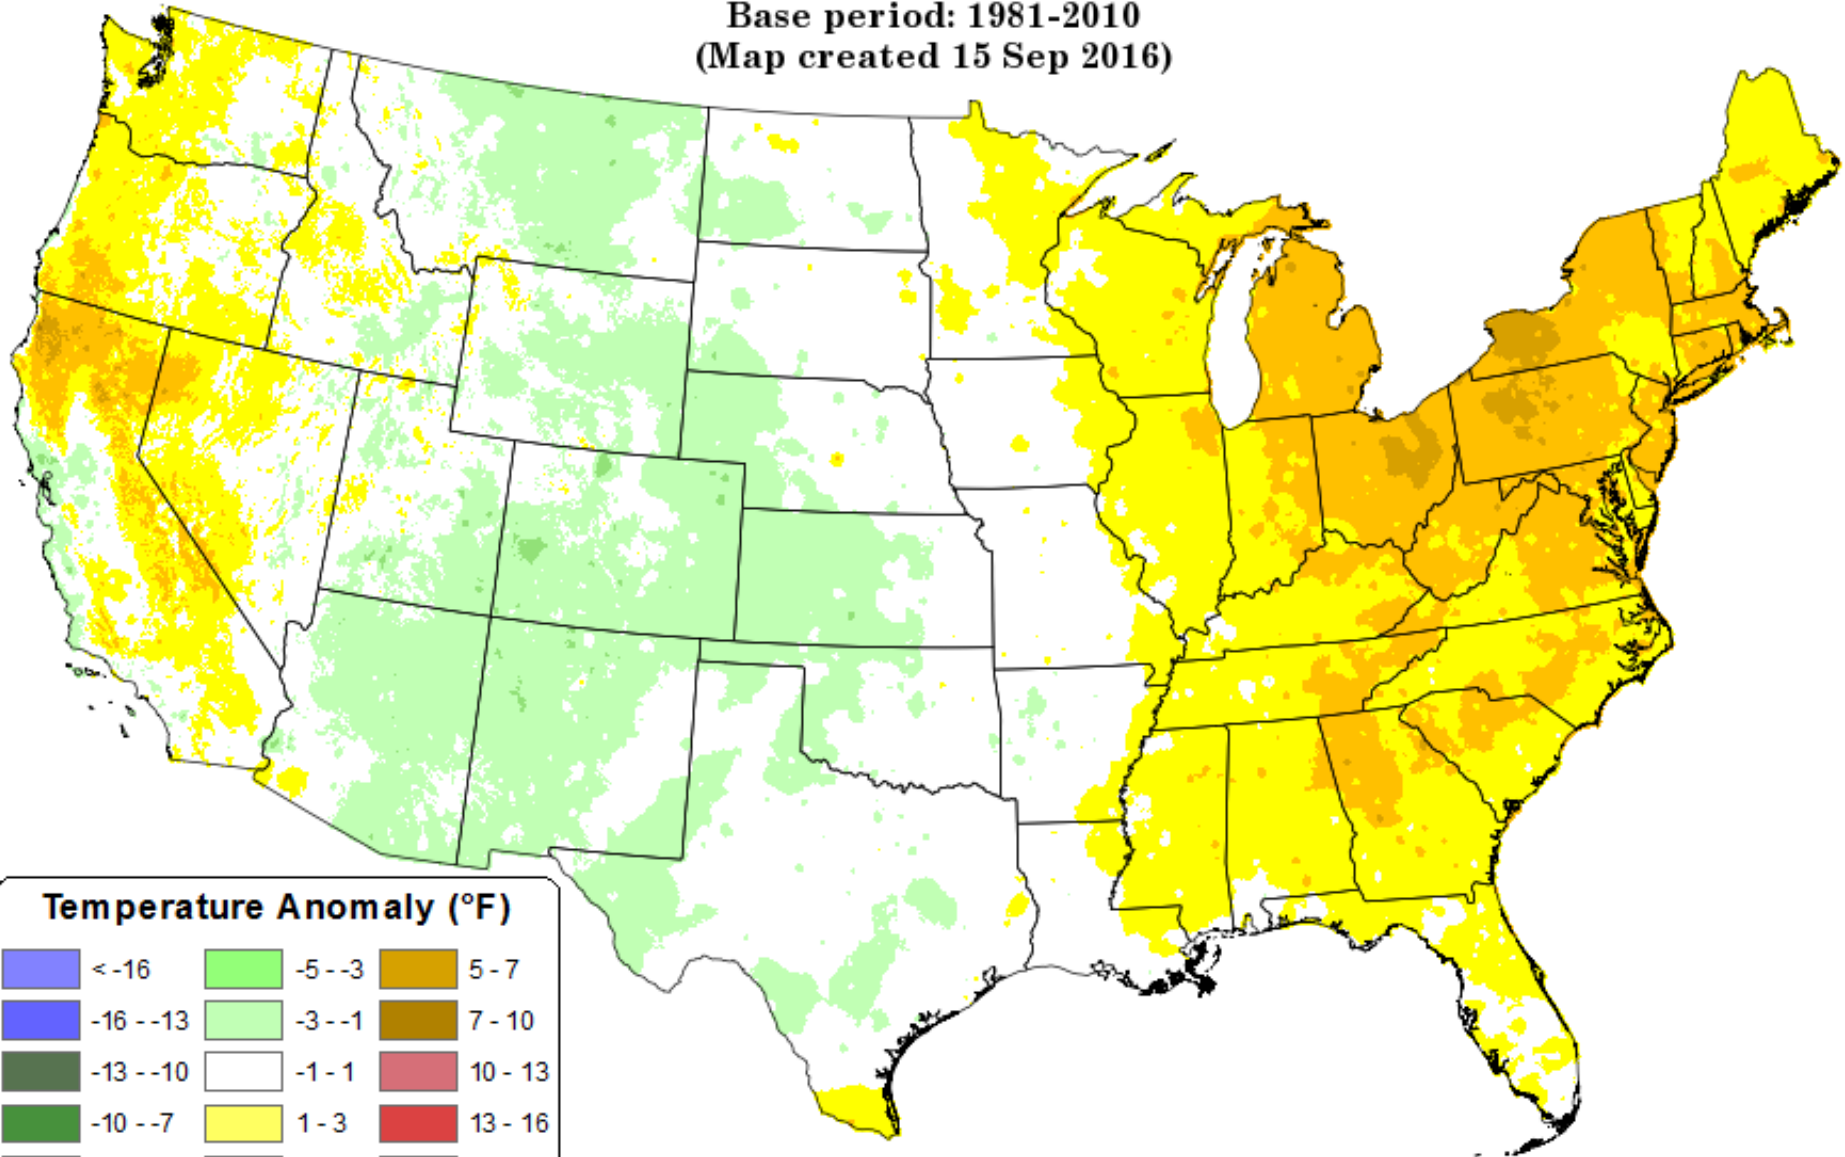 Base period: 1981-2010
(Map created 15 Sep 2016)
Temperature Anomaly (°F)
< -16
-5 - -3
5 - 7
-16 - -13
-3 - -1
7 - 10
-13 - -10
-1 - 1
10 - 13
-10 - -7
1 - 3
13 - 16